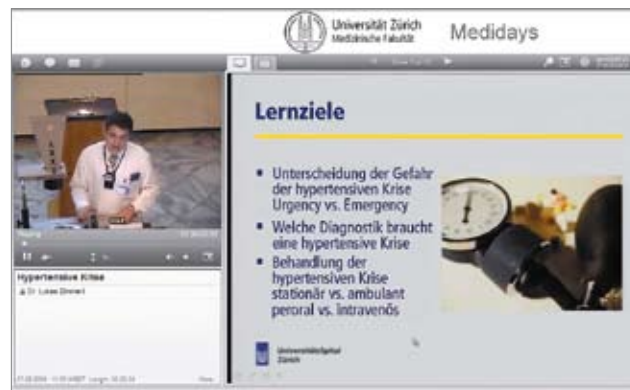 Universität Zürich
Medizinische Fakultät
Medidays
Lernziele
Unterscheidung der Gefahr
der hypertensiven Krise
Urgency vs. Emergency
Welche Diagnostik braucht
eine hypertensive Krise
Behandlung der
hypertensiven Krise
stationär vs. ambulant
peroral vs. intravenös
Hypertensive Krise
Dr. Lukas
UniversitätsSpital
Zürich